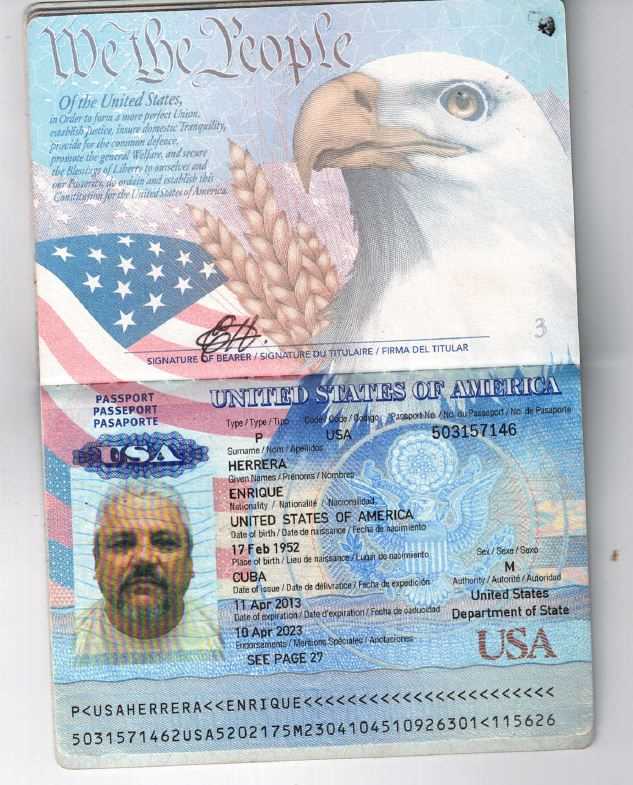 We the People
Of the United States,
in Order to form a more perfect Union,
establish Justice, insure domestic Tranquility,
provide for the common defence,
promote the general Welfare, and secure
the Blessings of Liberty to ourselves and
our Posterity, do ordain and establish this
Constitution for the United States of America.
3
SIGNATURE OF BEARER / SIGNATURE DU TITULAIRE / FIRMA DEL TITULAR
PASSPORT
PASSEPORT
PASAPORTE
USA
UNITED STATES OF AMERICA
Type / Type / Tipo Code / Code / Codigo Passport No. / No. du Passeport / No. de Pasaporte
P USA 503157146
Surname / Nom / Apellidos
HERRERA
Given Names / Prénoms / Nombres
ENRIQUE
Nationality / Nationalité / Nacionalidad
UNITED STATES OF AMERICA
Date of birth / Date de naissance / Fecha de nacimiento
17 Feb 1952
Place of birth / Lieu de naissance / Lugar de nacimiento Sex / Sexe / Sexo
CUBA M
Date of issue / Date de délivrance / Fecha de expedición Authority / Autorité / Autoridad
11 Apr 2013 United States
Date of expiration / Date d'expiration / Fecha de caducidad Department of State
10 Apr 2023
Endorsements / Mentions Spéciales / Anotaciones
SEE PAGE 27
USA
P<USAHERRERA<<ENRIQUE<<<<<<<<<<<<<<<<<<<<<<<
5031571462USA5202175M2304104510926301<115626